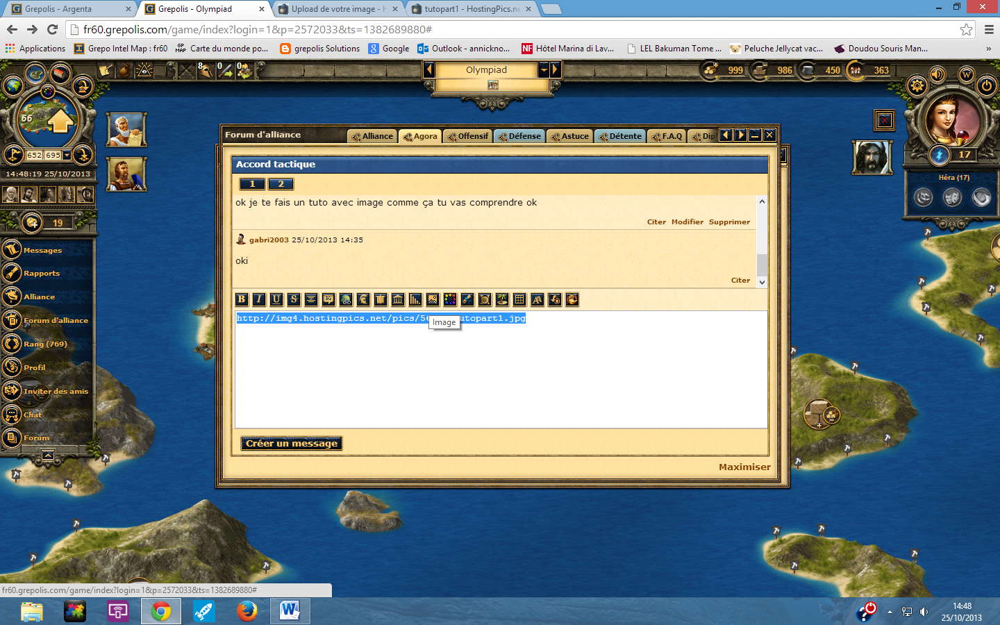 Grepolis - Argenta
Grepolis - Olympiad
Upload de votre image - H
tutopart1 - HostingPics.ne
fr60.grepolis.com/game/index?login=1&p=2572033&ts=1382689880#
Applications
Grepo Intel Map : fr60
GP MAP
Carte du monde po...
grepolis Solutions
Google
Outlook - annickno...
NF
Hôtel Marina di Lav...
LEL Bakuman Tome ...
Peluche Jellycat vac...
Doudou Souris Man...
»
8 0 0
Olympiad
999 986 450 363
66
652 695
14:48:19 25/10/2013
19
Messages
Rapports
Alliance
Forum d'alliance
Rang (769)
Profil
Inviter des amis
Chat
Forum
Forum d'alliance
Alliance
Agora
Offensif
Défense
Astuce
Détente
F.A.Q
Dip
Accord tactique
1 2
ok je te fais un tuto avec image comme ça tu vas comprendre ok
Citer Modifier Supprimer
gabri2003 25/10/2013 14:35
oki
Citer
B I U S
http://img4.hostingpics.net/pics/5 utopart1.jpg
Image
Créer un message
Maximiser
W
17
Héra (17)
fr60.grepolis.com/game/index?login=1&p=2572033&ts=1382689880#
14:48
25/10/2013